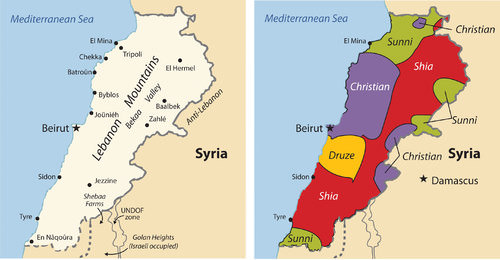 Mediterranean Sea
El Mina
Tripoli
Chekka
Batroûn
El Hermel
Lebanon Mountains
Bekaa Valley
Byblos
Baalbek
Anti-Lebanon
Joûniéh
Zahlé
Beirut
Syria
Sidon
Jezzine
Shebaa
Farms
Tyre
UNDOF
zone
En Nâqoûra
Golan Heights
(Israel occupied)
Mediterranean Sea
Christian
El Mina
Sunni
Shia
Christian
Sunni
Beirut
Christian
Syria
Druze
Sidon
Damascus
Shia
Tyre
Sunni